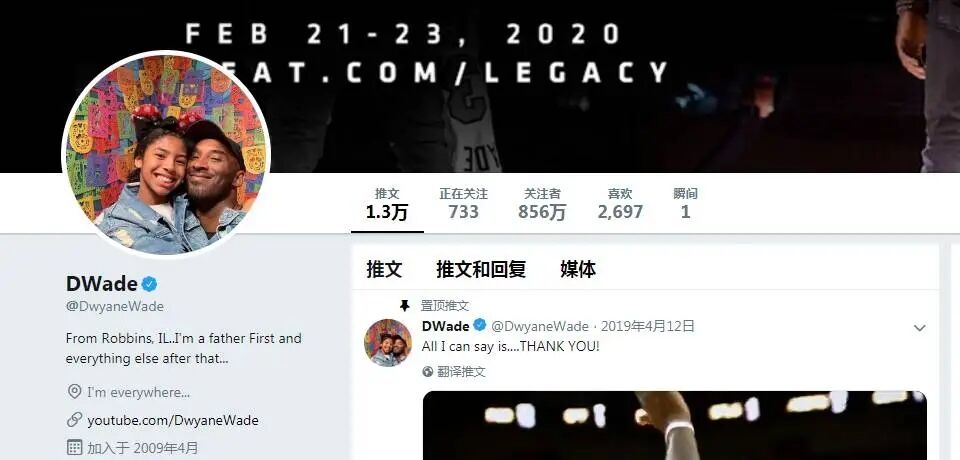 FEB 21-23, 2020
EAT.COM/LEGACY
DE
推文
1.3万
正在关注
733
关注者
856万
喜欢
2,697
瞬间
1
DWade
@DwyaneWade
From Robbins, IL..I'm a father First and
everything else after that...
I'm everywhere...
youtube.com/DwyaneWade
加入于 2009年4月
推文 推文和回复 媒体
置顶推文
DWade @DwyaneWade · 2019年4月12日
All I can say is....THANK YOU!
翻译推文